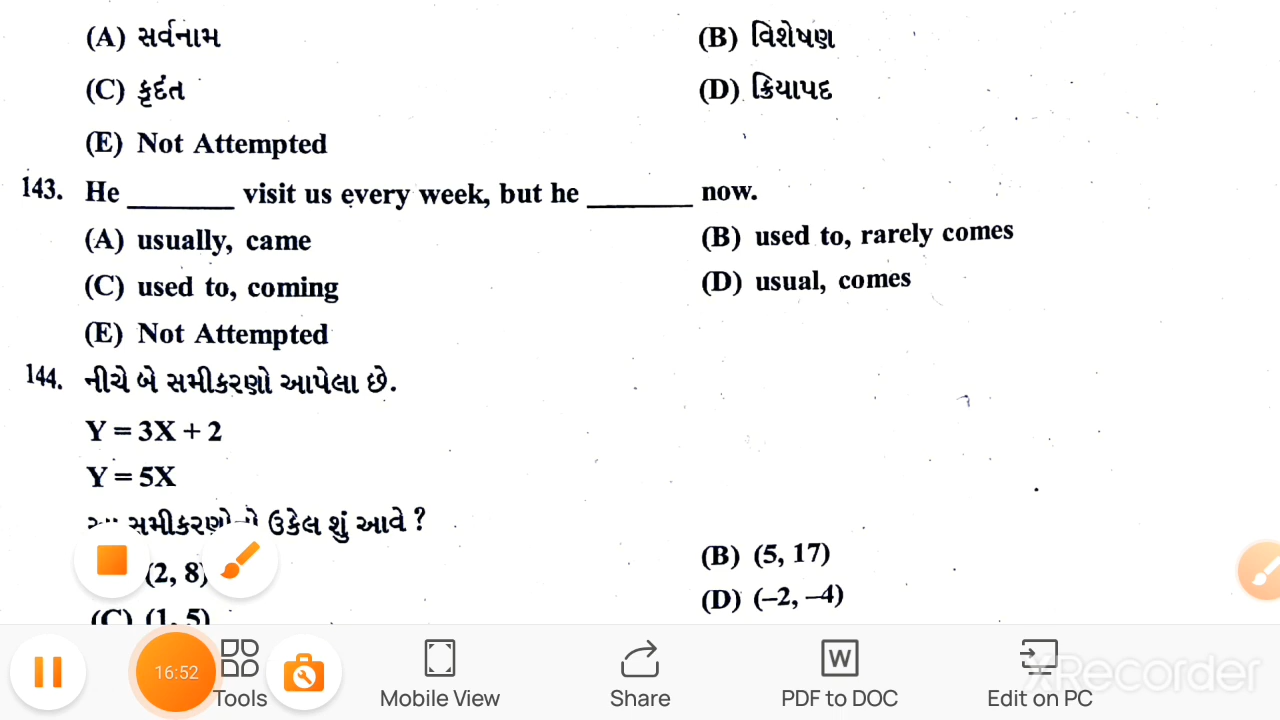 (A) સર્વનામ
(B) વિશેષણ
(C) કૃદંત
(D) ક્રિયાપદ
(E) Not Attempted
143. He _______ visit us every week, but he _______ now.
(A) usually, came
(B) used to, rarely comes
(C) used to, coming
(D) usual, comes
(E) Not Attempted
144. નીચે બે સમીકરણો આપેલા છે.
Y = 3X + 2
Y = 5X
ઉકેલ શું આવે ?
(2, 8)
(B) (5, 17)
(C) (1, 5)
(D) (–2, –4)
16:52
Tools
Mobile View
Share
PDF to DOC
Edit on PC
XRecorder